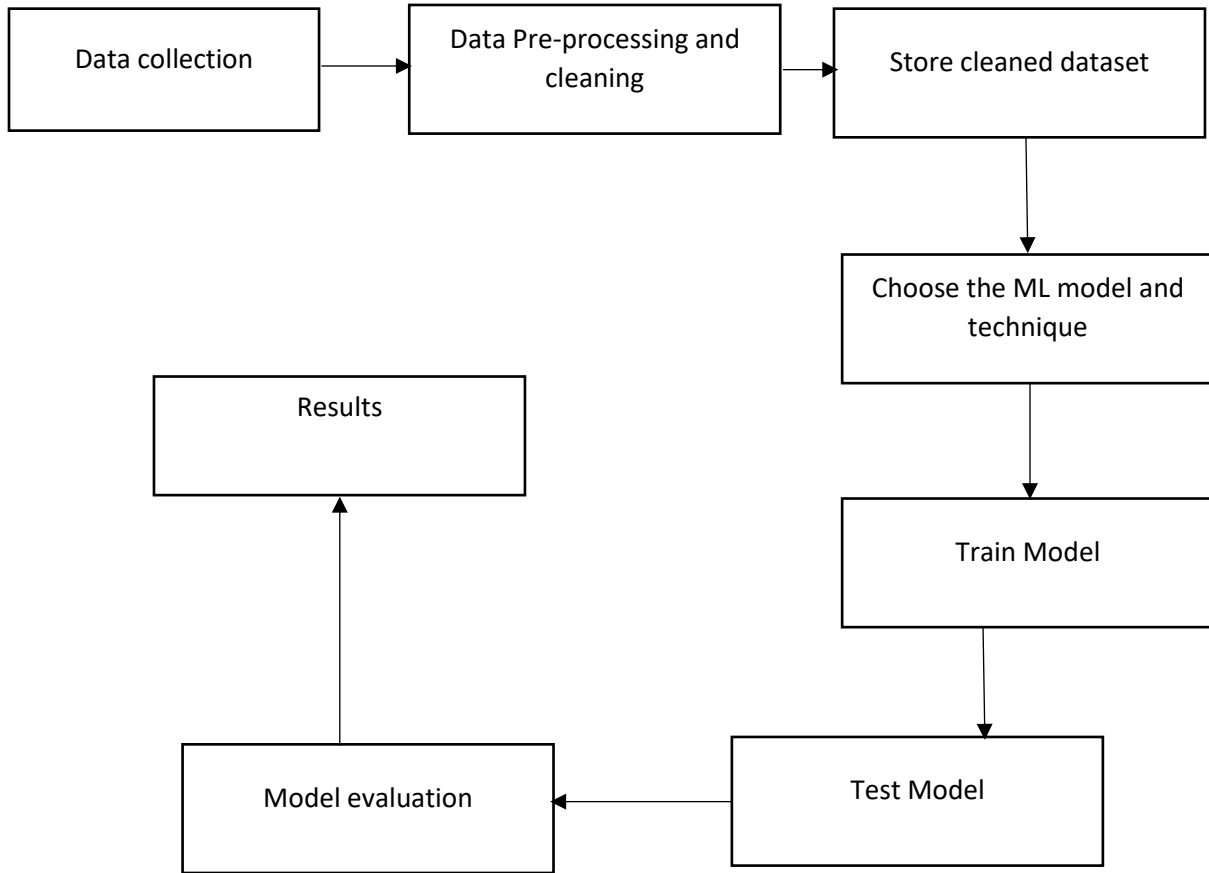 Data collection
Data Pre-processing and
cleaning
Store cleaned dataset
Choose the ML model and
technique
Train Model
Test Model
Model evaluation
Results